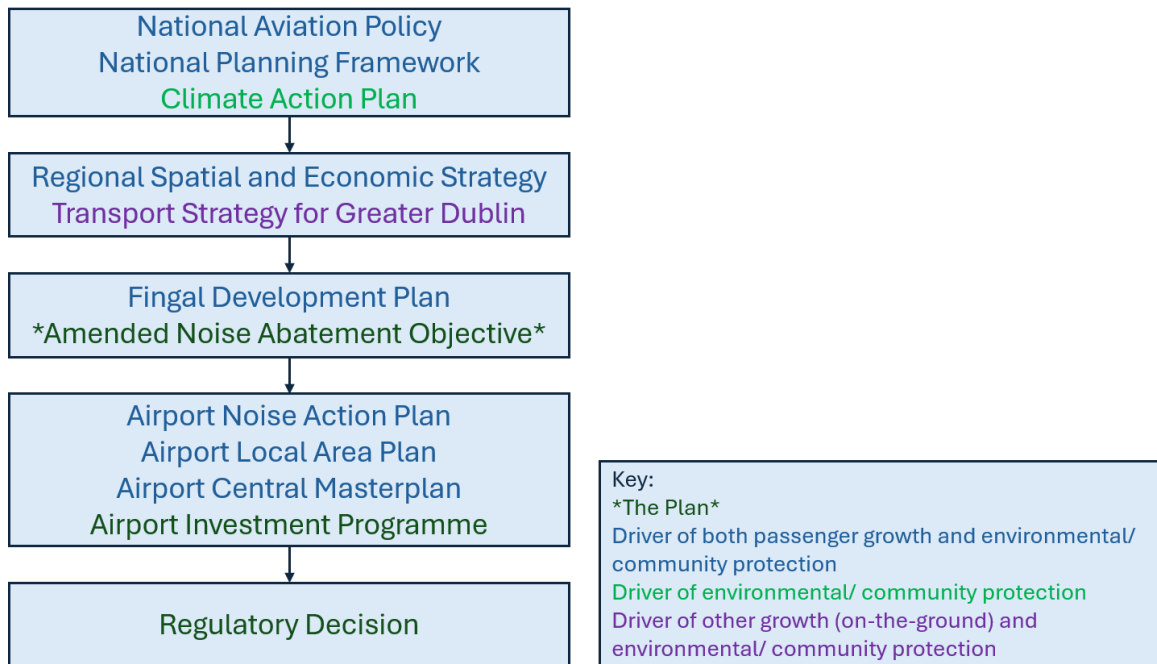 National Aviation Policy
National Planning Framework
Climate Action Plan
Regional Spatial and Economic Strategy
Transport Strategy for Greater Dublin
Fingal Development Plan
*Amended Noise Abatement Objective*
Airport Noise Action Plan
Airport Local Area Plan
Airport Central Masterplan
Airport Investment Programme
Regulatory Decision
Key:
*The Plan*
Driver of both passenger growth and environmental/
community protection
Driver of environmental/ community protection
Driver of other growth (on-the-ground) and
environmental/ community protection